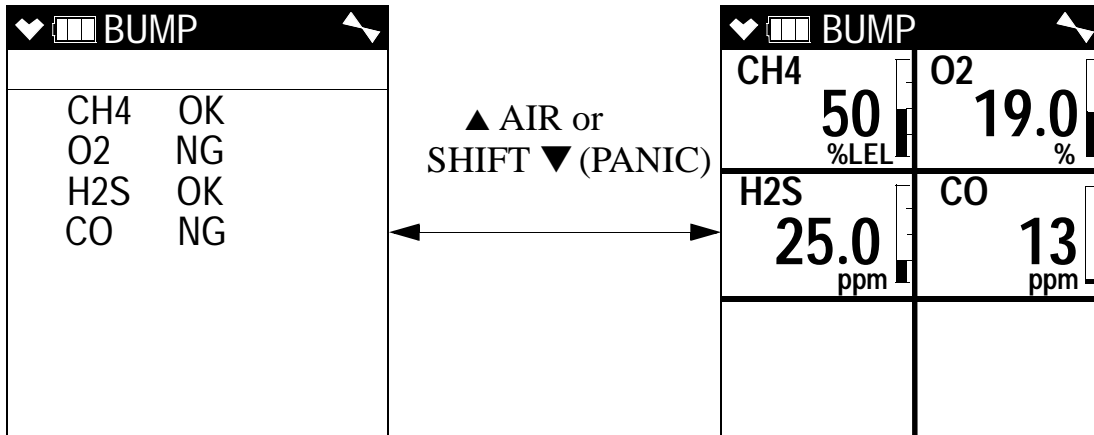 BUMP
CH4 OK
O2 NG
H2S OK
CO NG
▲ AIR or
SHIFT ▼ (PANIC)
BUMP
CH4
50
%LEL
O2
19.0
%
H2S
25.0
ppm
CO
13
ppm